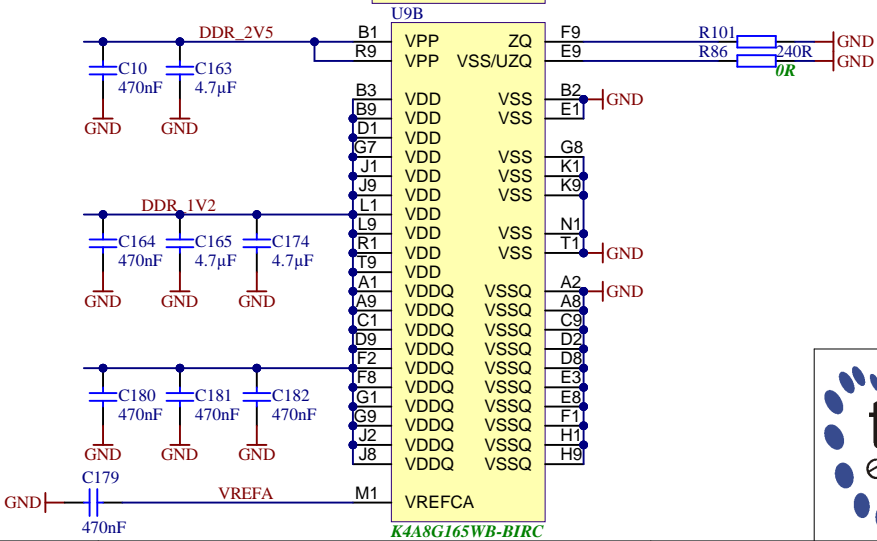 U9B
DDR_2V5 B1 VPP ZQ F9 R101 GND
R9 VPP VSS/UZQ E9 R86 240R GND
0R
C10 C163
470nF 4.7µF
GND GND
B3 VDD VSS B2 GND
B9 VDD VSS E1
D1 VDD
G7 VDD VSS G8
J1 VDD VSS K1
J9 VDD VSS K9
DDR_1V2 L1 VDD
L9 VDD VSS N1
R1 VDD VSS T1 GND
T9 VDD
C164 C165 C174
470nF 4.7µF 4.7µF
GND GND GND
A1 VDDQ VSSQ A2 GND
A9 VDDQ VSSQ A8
C1 VDDQ VSSQ C9
D9 VDDQ VSSQ D2
F2 VDDQ VSSQ D8
F8 VDDQ VSSQ E3
G1 VDDQ VSSQ E8
G9 VDDQ VSSQ F1
J2 VDDQ VSSQ H1
J8 VDDQ VSSQ H9
C180 C181 C182
470nF 470nF 470nF
GND GND GND
C179
GND VREFA M1 VREFCA
470nF
K4A8G165WB-BIRC